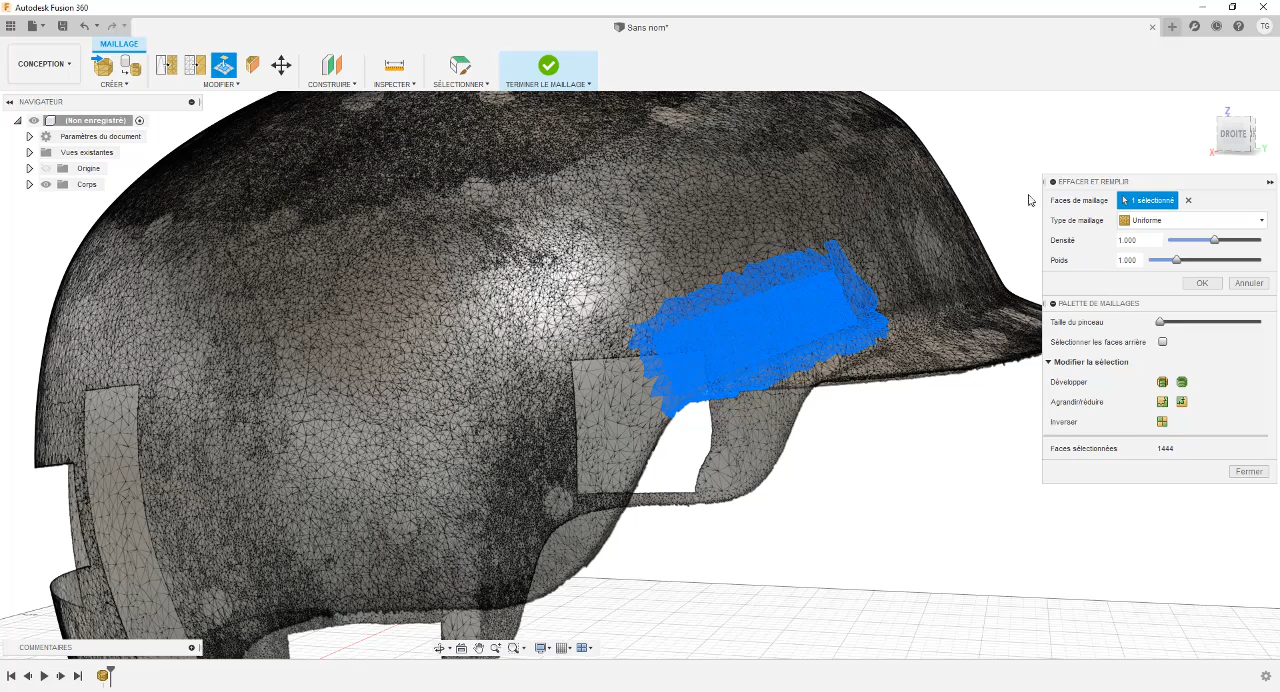 Autodesk Fusion 360
Sans nom*
TG
MAILLAGE
CONCEPTION
CRÉER
MODIFIER
CONSTRUIRE
INSPECTER
SÉLECTIONNER
TERMINER LE MAILLAGE
NAVIGATEUR
(Non enregistré)
Paramètres du document
Vues existantes
Origine
Corps
Z
DROITE
X
Y
EFFACER ET REMPLIR
Faces de maillage
1 sélectionné
Type de maillage
Uniforme
Densité
1.000
Poids
1.000
OK
Annuler
PALETTE DE MAILLAGES
Taille du pinceau
Sélectionner les faces arrière
Modifier la sélection
Développer
Agrandir/réduire
Inverser
Faces sélectionnées
1444
Fermer
COMMENTAIRES